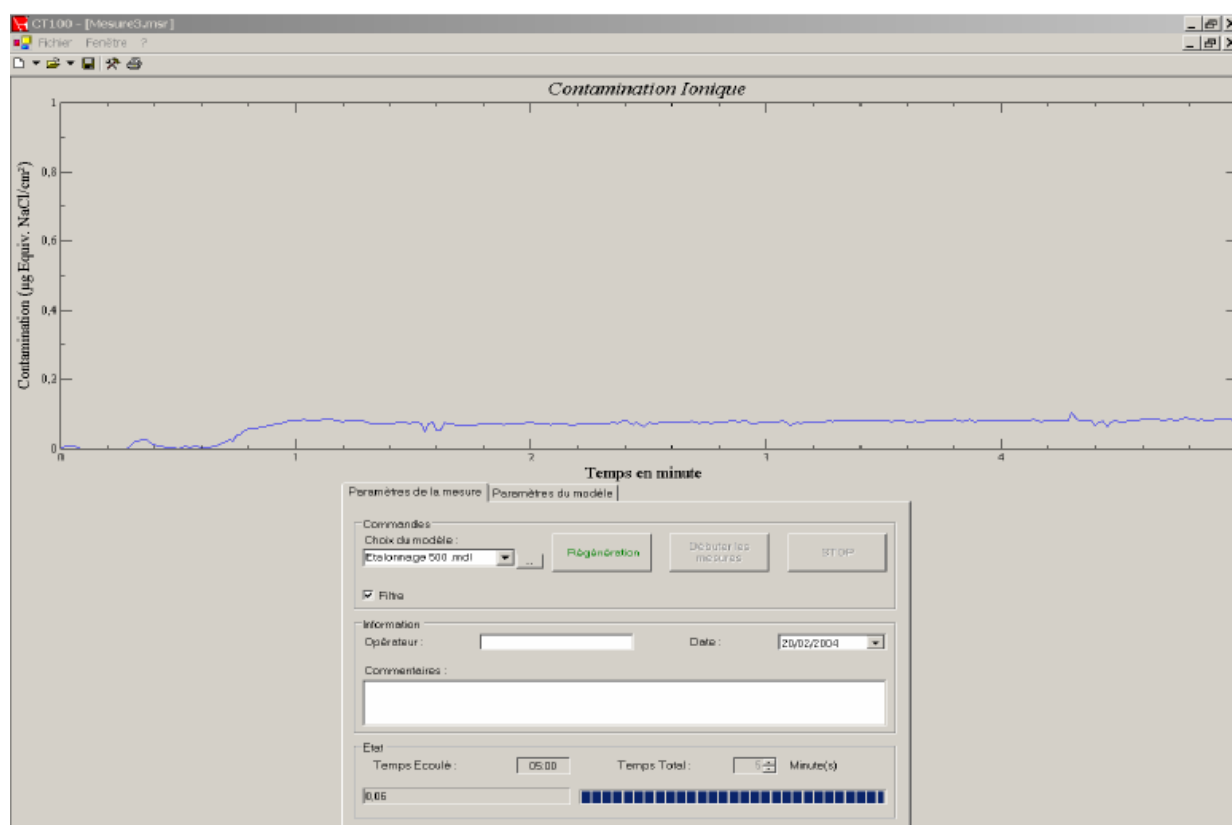 CT100 - [Mesure3.msr]
Fichier Fenêtre ?
Contamination Ionique
Contamination (µg Equiv. NaCl/cm²)
1
0,8
0,6
0,4
0,2
0
0 1 2 3 4
Temps en minute
Paramètres de la mesure Paramètres du modèle
Commandes
Choix du modèle :
Etalonnage 500 .mdl ... Régénération Débuter les mesures STOP
Filtre
Information
Opérateur : Date : 20/02/2004
Commentaires :
Etat
Temps Ecoulé : 05:00 Temps Total : 5 Minute(s)
0,06